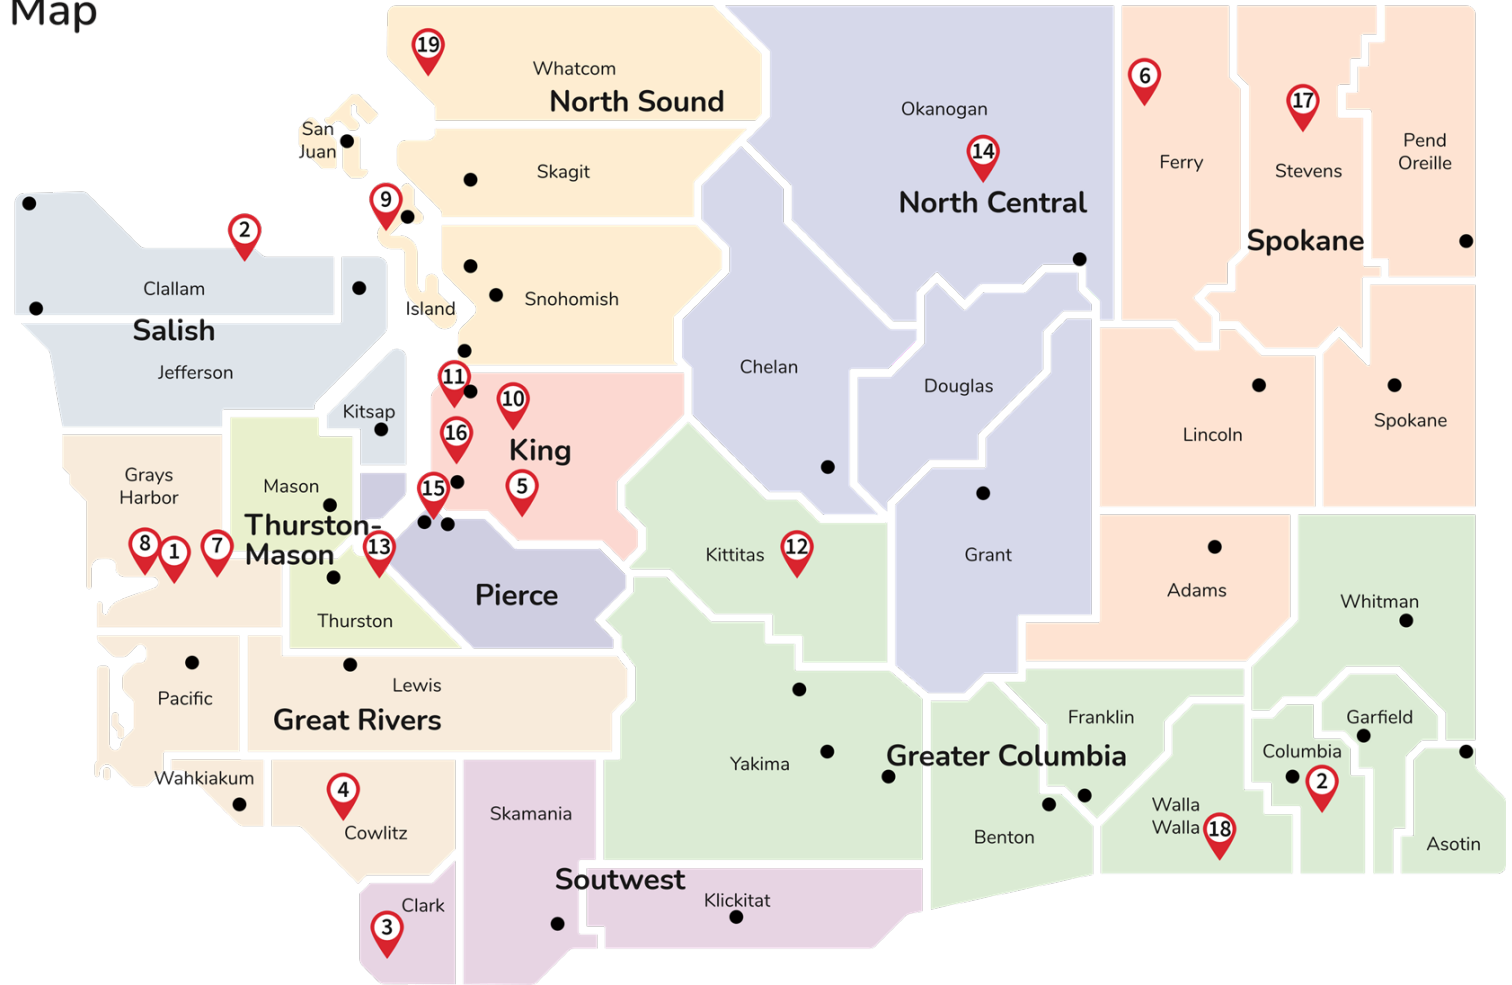 Map
19
Whatcom
North Sound
6
17
Okanogan
San
Juan
14
Pend
Oreille
Ferry
Skagit
Stevens
9
North Central
2
Spokane
Clallam
Island
Snohomish
Salish
Jefferson
Chelan
Douglas
11
10
Kitsap
16
King
Lincoln
Spokane
Grays
Harbor
Mason
15
5
Thurston-
Mason
8
1
7
13
Kittitas
12
Grant
Pierce
Adams
Whitman
Thurston
Pacific
Lewis
Great Rivers
Franklin
Garfield
Yakima
Greater Columbia
Columbia
Wahkiakum
4
2
Cowlitz
Skamania
Walla
Walla
18
Benton
Asotin
Soutwest
Klickitat
Clark
3